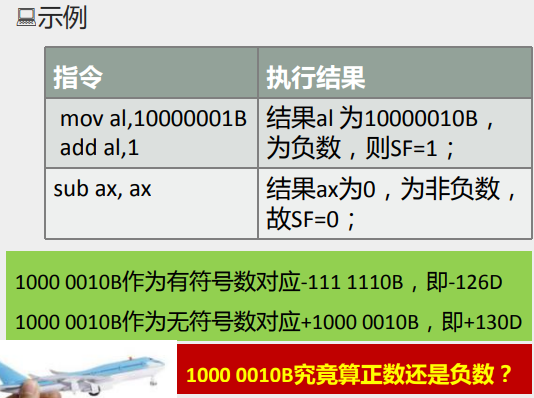 示例
指令 执行结果
mov al,10000001B 结果al 为10000010B，
add al,1 为负数，则SF=1；
sub ax, ax 结果ax为0，为非负数，
故SF=0；
1000 0010B作为有符号数对应-111 1110B，即-126D
1000 0010B作为无符号数对应+1000 0010B，即+130D
1000 0010B究竟算正数还是负数？